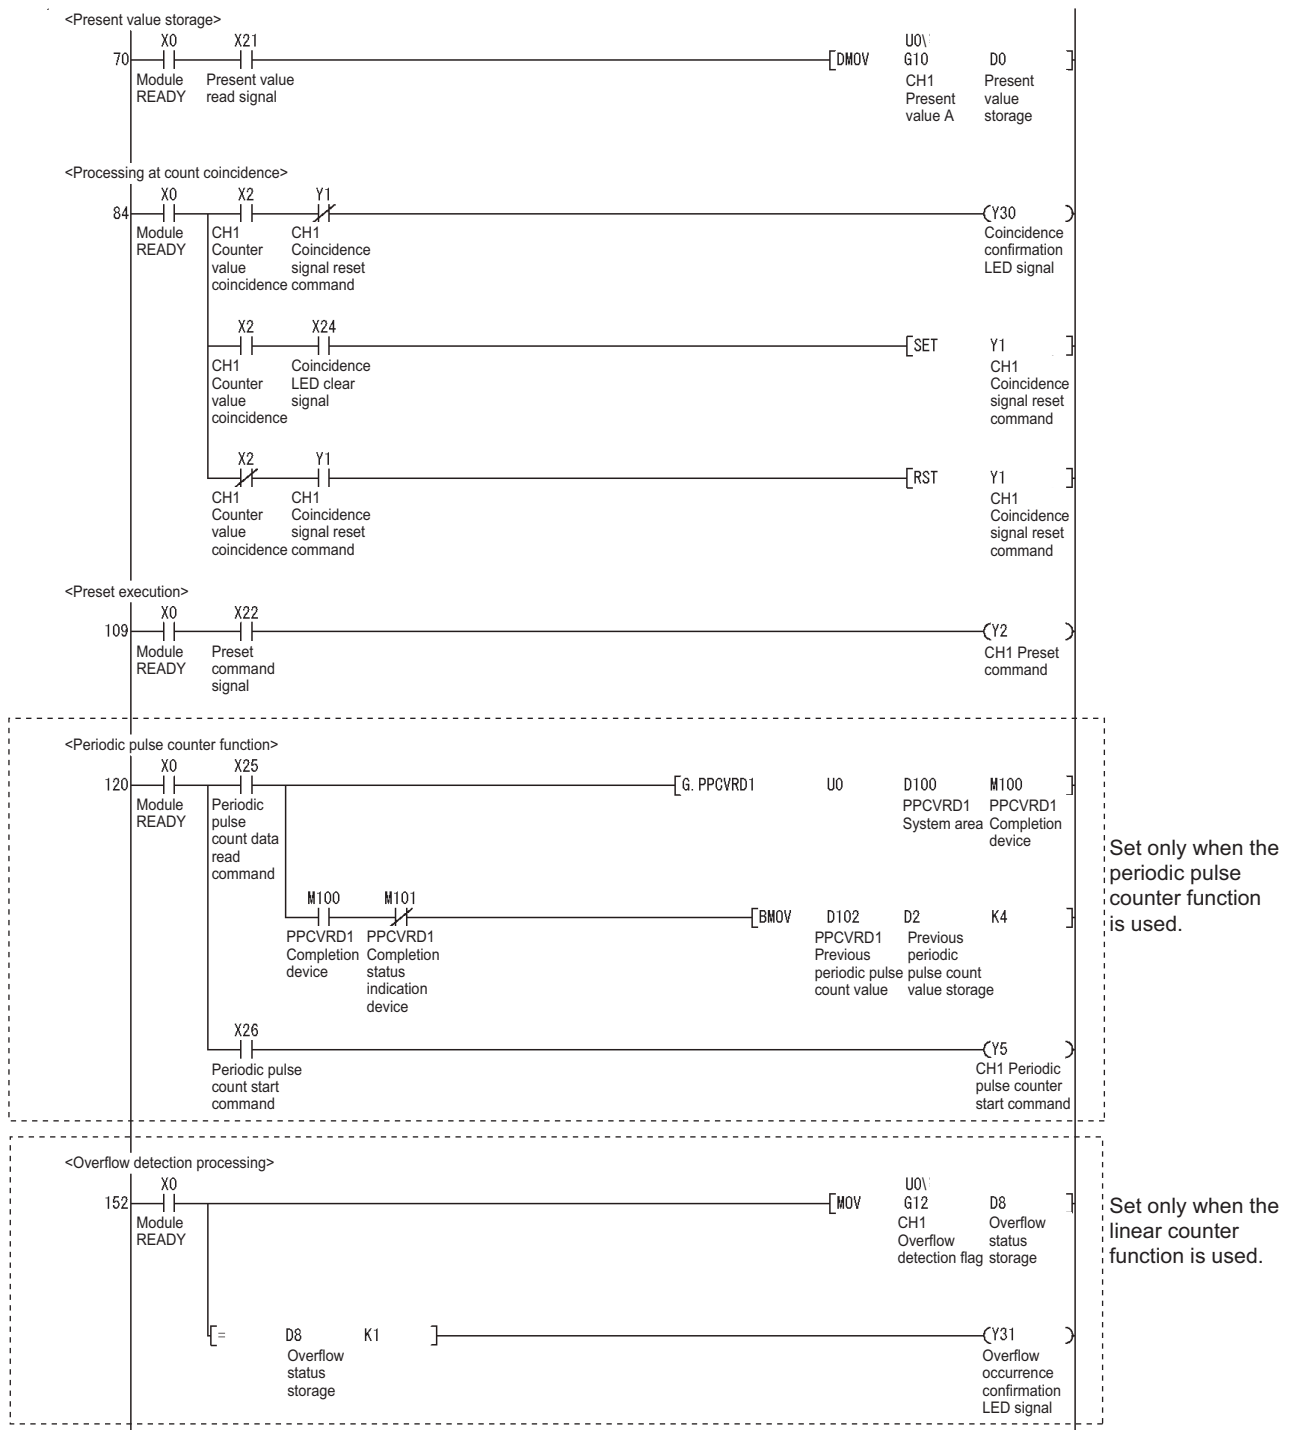 <Present value storage>
X0 X21 U0\
70 [DMOV G10 D0 ]
Module Present value CH1 Present
READY read signal Present value
value A storage
<Processing at count coincidence>
X0 X2 Y1
84 (Y30 )
Module CH1 CH1 Coincidence
READY Counter Coincidence confirmation
value signal reset LED signal
coincidence command
X2 X24
[SET Y1 ]
CH1 Coincidence CH1
Counter LED clear Coincidence
value signal signal reset
coincidence command
X2 Y1
[RST Y1 ]
CH1 CH1 CH1
Counter Coincidence Coincidence
value signal reset signal reset
coincidence command command
<Preset execution>
X0 X22
109 (Y2 )
Module Preset CH1 Preset
READY command command
signal
<Periodic pulse counter function>
X0 X25
120 [G.PPCVRD1 U0 D100 M100 ]
Module Periodic PPCVRD1 PPCVRD1
READY pulse System area Completion
count data device
read
command
Set only when the
periodic pulse
counter function
is used.
M100 M101
[BMOV D102 D2 K4 ]
PPCVRD1 PPCVRD1 PPCVRD1 Previous
Completion Completion Previous periodic
device status periodic pulse pulse count
indication count value value storage
device
X26
(Y5 )
Periodic pulse CH1 Periodic
count start pulse counter
command start command
<Overflow detection processing>
X0 U0\
152 [MOV G12 D8 ]
Module CH1 Overflow
READY Overflow status
detection flag storage
Set only when the
linear counter
function is used.
[= D8 K1 ] (Y31 )
Overflow Overflow
status occurrence
storage confirmation
LED signal